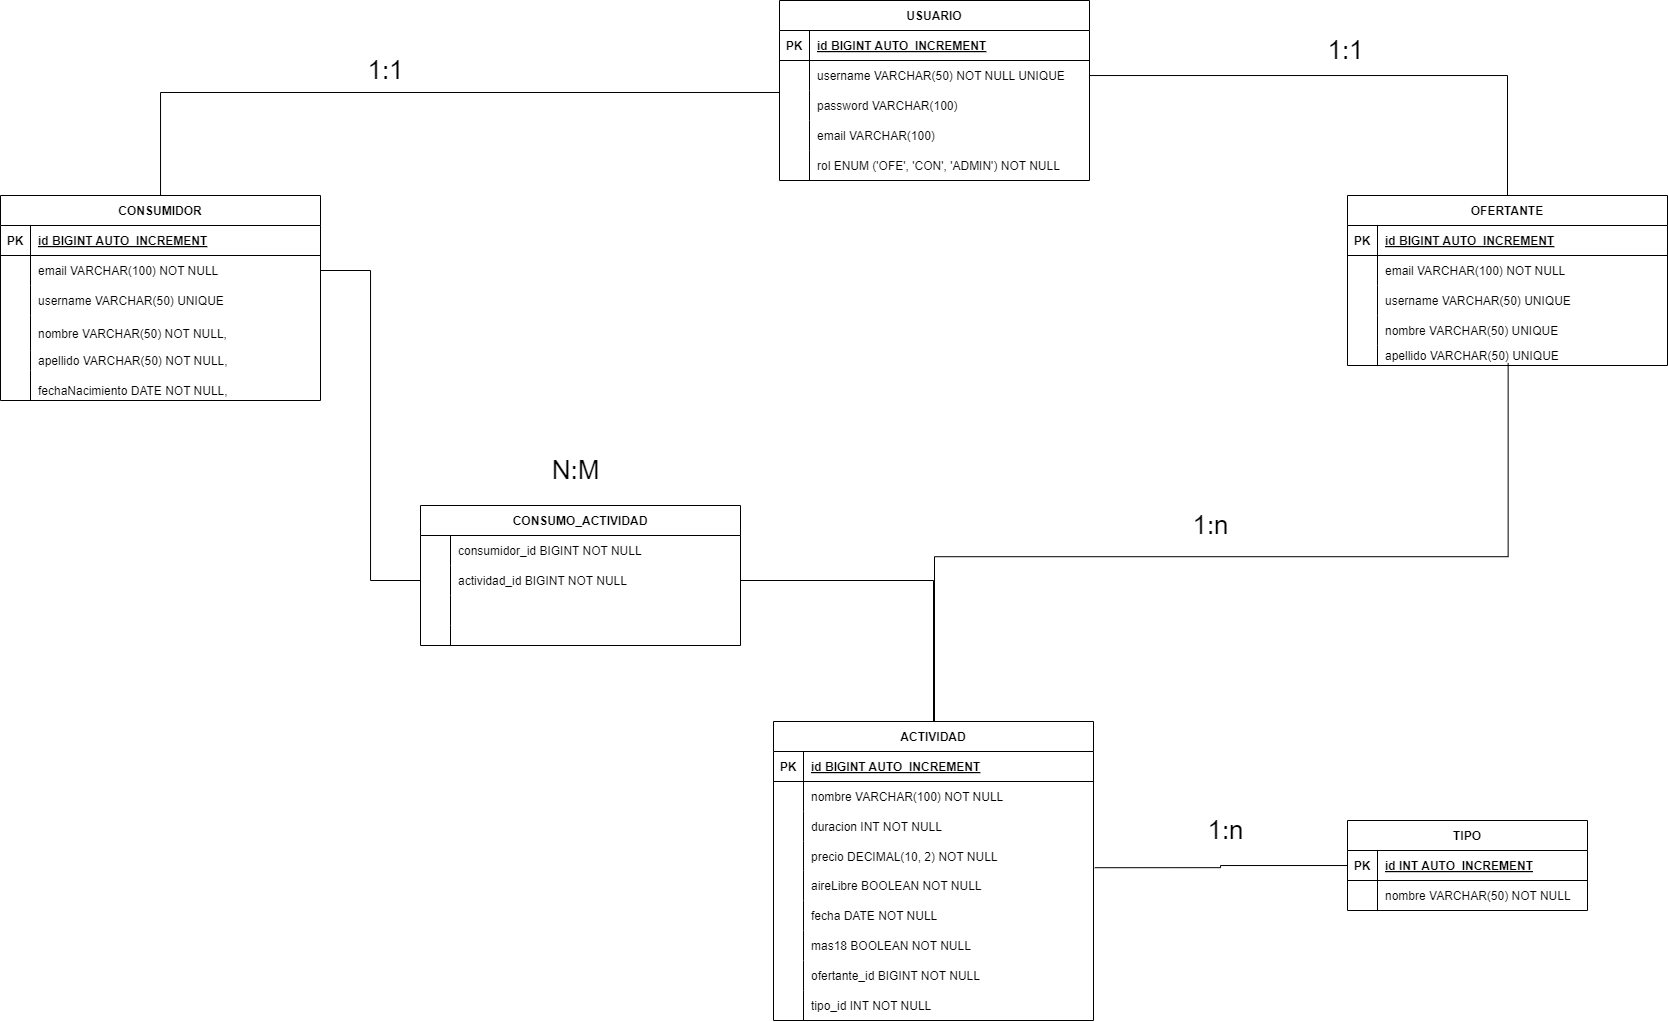 USUARIO
PK id BIGINT AUTO_INCREMENT
username VARCHAR(50) NOT NULL UNIQUE
password VARCHAR(100)
email VARCHAR(100)
rol ENUM ('OFE', 'CON', 'ADMIN') NOT NULL
1:1
1:1
CONSUMIDOR
PK id BIGINT AUTO_INCREMENT
email VARCHAR(100) NOT NULL
username VARCHAR(50) UNIQUE
nombre VARCHAR(50) NOT NULL,
apellido VARCHAR(50) NOT NULL,
fechaNacimiento DATE NOT NULL,
OFERTANTE
PK id BIGINT AUTO_INCREMENT
email VARCHAR(100) NOT NULL
username VARCHAR(50) UNIQUE
nombre VARCHAR(50) UNIQUE
apellido VARCHAR(50) UNIQUE
N:M
CONSUMO_ACTIVIDAD
consumidor_id BIGINT NOT NULL
actividad_id BIGINT NOT NULL
1:n
ACTIVIDAD
PK id BIGINT AUTO_INCREMENT
nombre VARCHAR(100) NOT NULL
duracion INT NOT NULL
precio DECIMAL(10, 2) NOT NULL
aireLibre BOOLEAN NOT NULL
fecha DATE NOT NULL
mas18 BOOLEAN NOT NULL
ofertante_id BIGINT NOT NULL
tipo_id INT NOT NULL
1:n
TIPO
PK id INT AUTO_INCREMENT
nombre VARCHAR(50) NOT NULL